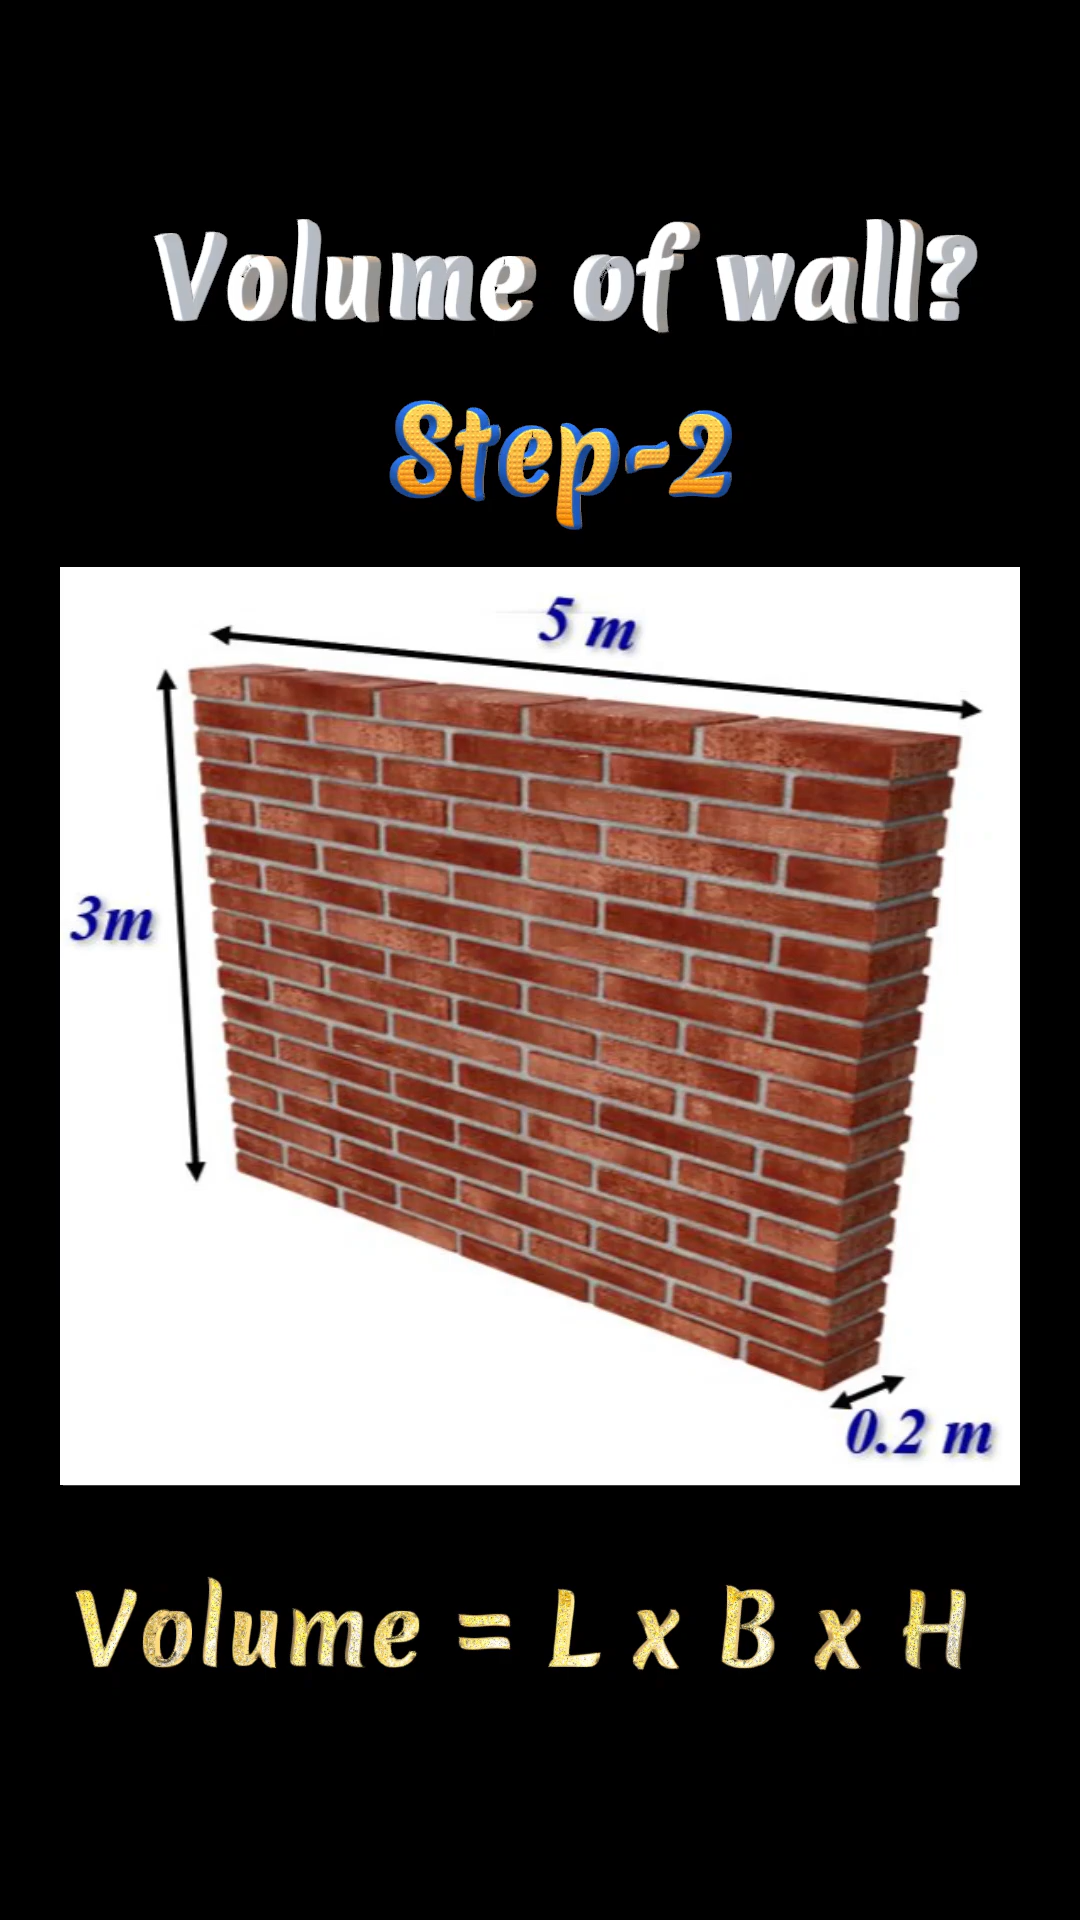 Volume of wall?
Step-2
5 m
3m
0.2 m
Volume = L x B x H